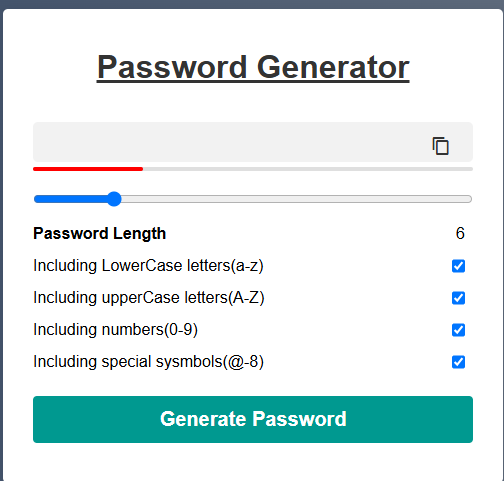 Password Generator
Password Length 6
Including LowerCase letters(a-z)
Including upperCase letters(A-Z)
Including numbers(0-9)
Including special sysmbols(@-8)
Generate Password